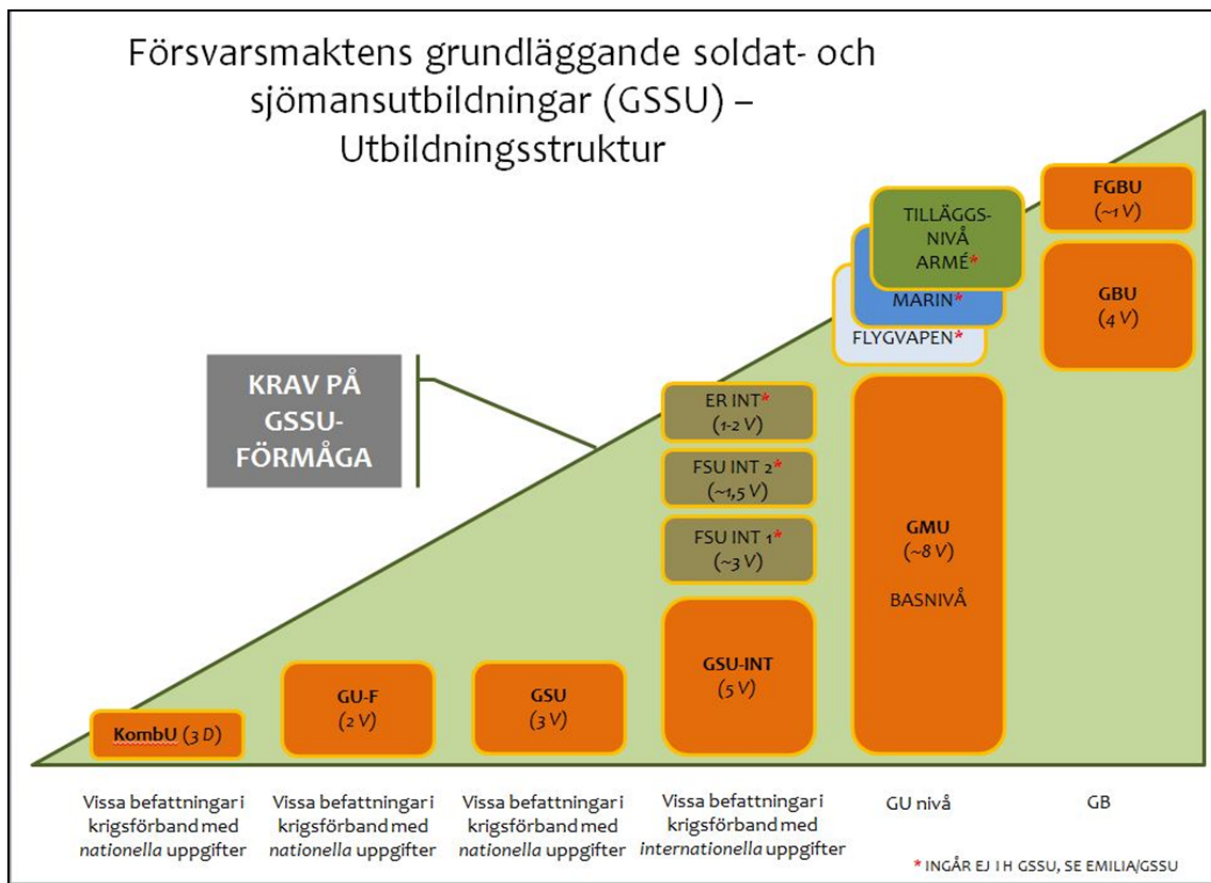 Försvarsmaktens grundläggande soldat- och
sjömansutbildningar (GSSU) –
Utbildningsstruktur
KRAV PÅ
GSSU-
FÖRMÅGA
KombU (3 D)
GU-F
(2 V)
GSU
(3 V)
ER INT*
(1-2 V)
FSU INT 2*
(~1,5 V)
FSU INT 1*
(~3 V)
GSU-INT
(5 V)
TILLÄGGS-
NIVÅ
ARMÉ*
MARIN*
FLYGVAPEN*
GMU
(~8 V)
BASNIVÅ
FGBU
(~1 V)
GBU
(4 V)
Vissa befattningar i
krigsförband med
nationella uppgifter
Vissa befattningar i
krigsförband med
nationella uppgifter
Vissa befattningar i
krigsförband med
nationella uppgifter
Vissa befattningar i
krigsförband med
internationella uppgifter
GU nivå
GB
* INGÅR EJ I H GSSU, SE EMILIA/GSSU